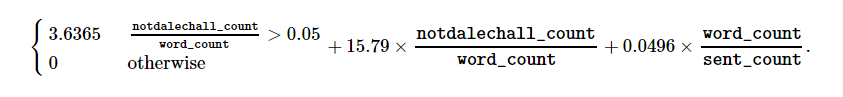 { 3.6365 notdalechall_count/word_count > 0.05
0 otherwise
+ 15.79 × notdalechall_count/word_count + 0.0496 × word_count/sent_count.